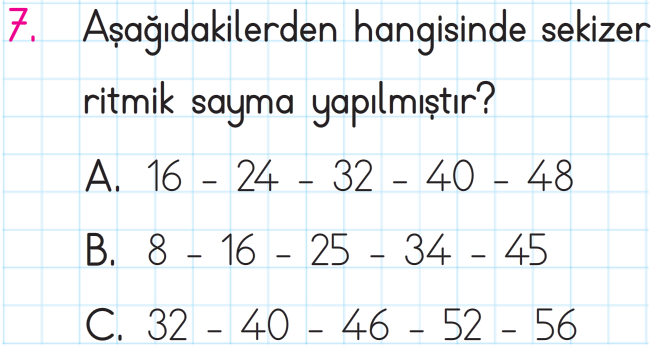 7. Aşağıdakilerden hangisinde sekizer
ritmik sayma yapılmıştır?
A. 16 - 24 - 32 - 40 - 48
B. 8 - 16 - 25 - 34 - 45
C. 32 - 40 - 46 - 52 - 56